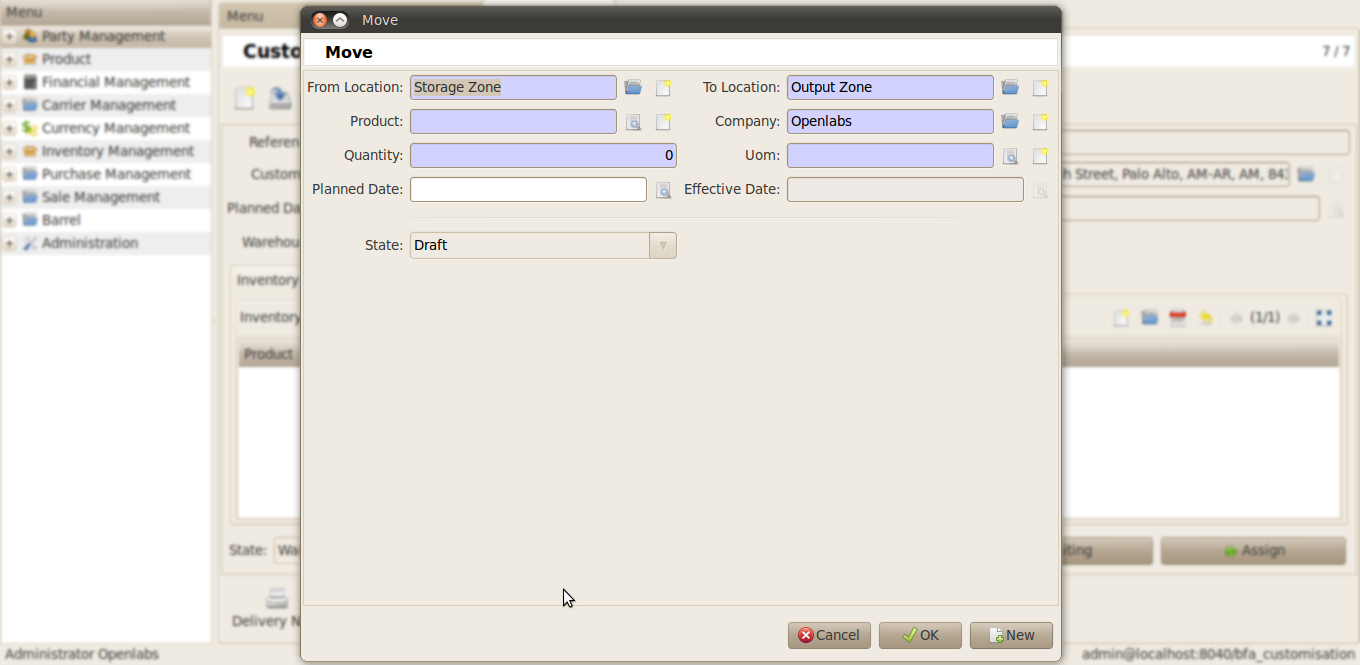 Menu
Party Management
Product
Financial Management
Carrier Management
Currency Management
Inventory Management
Purchase Management
Sale Management
Barrel
Administration
Menu
Custo
7 / 7
Referen
Custom
h Street, Palo Alto, AM-AR, AM, 843
Planned Da
Warehou
Inventory
Inventory
(1/1)
Product
State: Wai
iting
Assign
Delivery N
Move
Move
From Location: Storage Zone
To Location: Output Zone
Product:
Company: Openlabs
Quantity: 0
Uom:
Planned Date:
Effective Date:
State: Draft
Cancel
OK
New
Administrator Openlabs
admin@localhost:8040/bfa_customisation